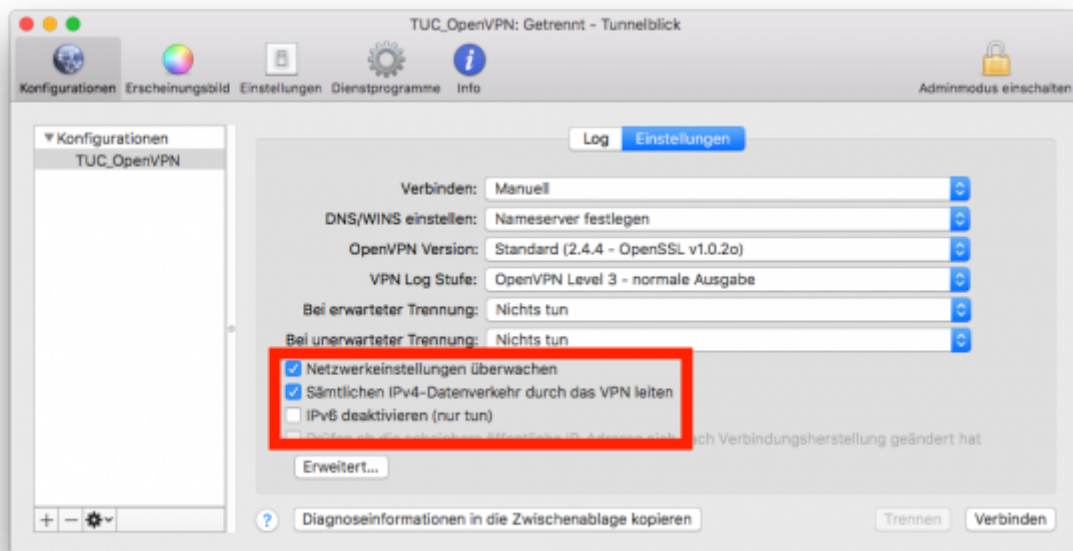 TUC_OpenVPN: Getrennt - Tunnelblick
Konfigurationen Erscheinungsbild Einstellungen Dienstprogramme Info Adminmodus einschalten
Konfigurationen
TUC_OpenVPN
Log Einstellungen
Verbinden: Manuell
DNS/WINS einstellen: Nameserver festlegen
OpenVPN Version: Standard (2.4.4 - OpenSSL v1.0.2o)
VPN Log Stufe: OpenVPN Level 3 - normale Ausgabe
Bei erwarteter Trennung: Nichts tun
Bei unerwarteter Trennung: Nichts tun
Netzwerkeinstellungen überwachen
Sämtlichen IPv4-Datenverkehr durch das VPN leiten
IPv6 deaktivieren (nur tun)
Verbindungsherstellung geändert hat
Erweitert...
Diagnoseinformationen in die Zwischenablage kopieren
Trennen Verbinden